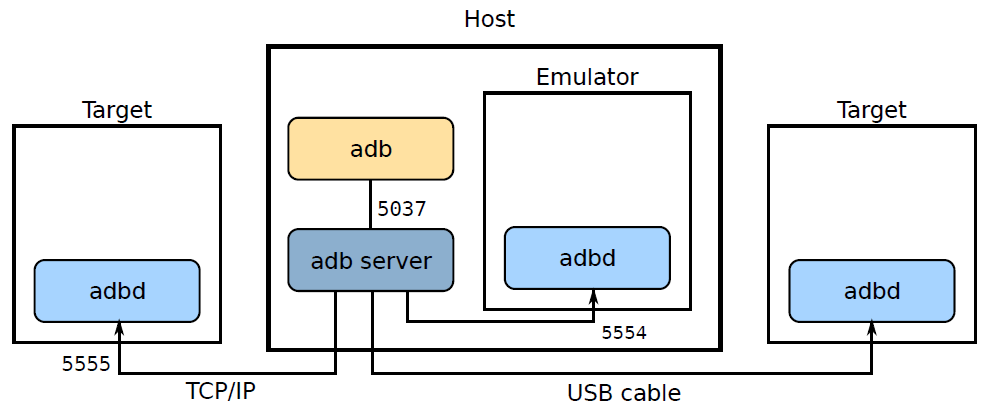 Host
Emulator
Target
Target
adb
5037
adb server
adbd
adbd
adbd
5554
5555
TCP/IP
USB cable